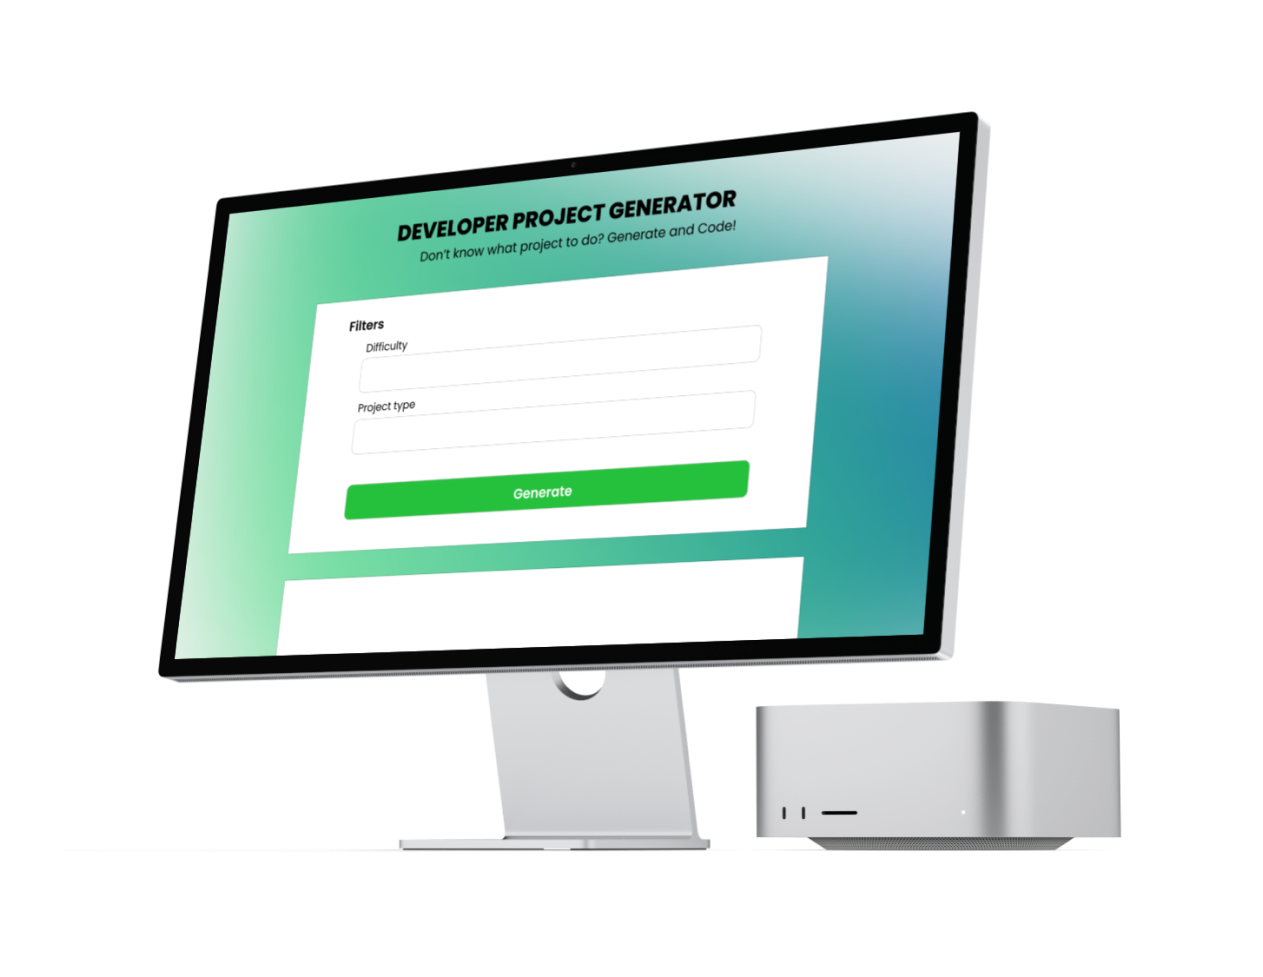 DEVELOPER PROJECT GENERATOR
Don't know what project to do? Generate and Code!
Filters
Difficulty
Project type
Generate